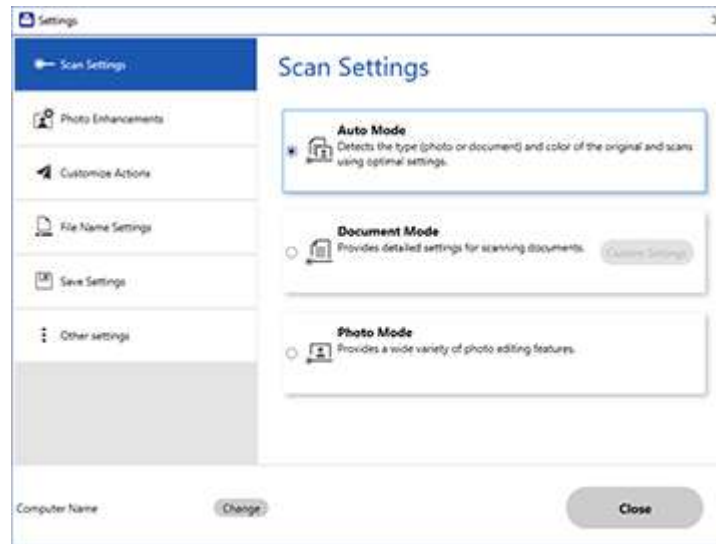 Settings
Scan Settings
Photo Enhancements
Customize Actions
File Name Settings
Save Settings
Other settings
Scan Settings
Auto Mode
Detects the type (photo or document) and color of the original and scans
using optimal settings.
Document Mode
Provides detailed settings for scanning documents.
Custom Settings
Photo Mode
Provides a wide variety of photo editing features.
Computer Name
Change
Close